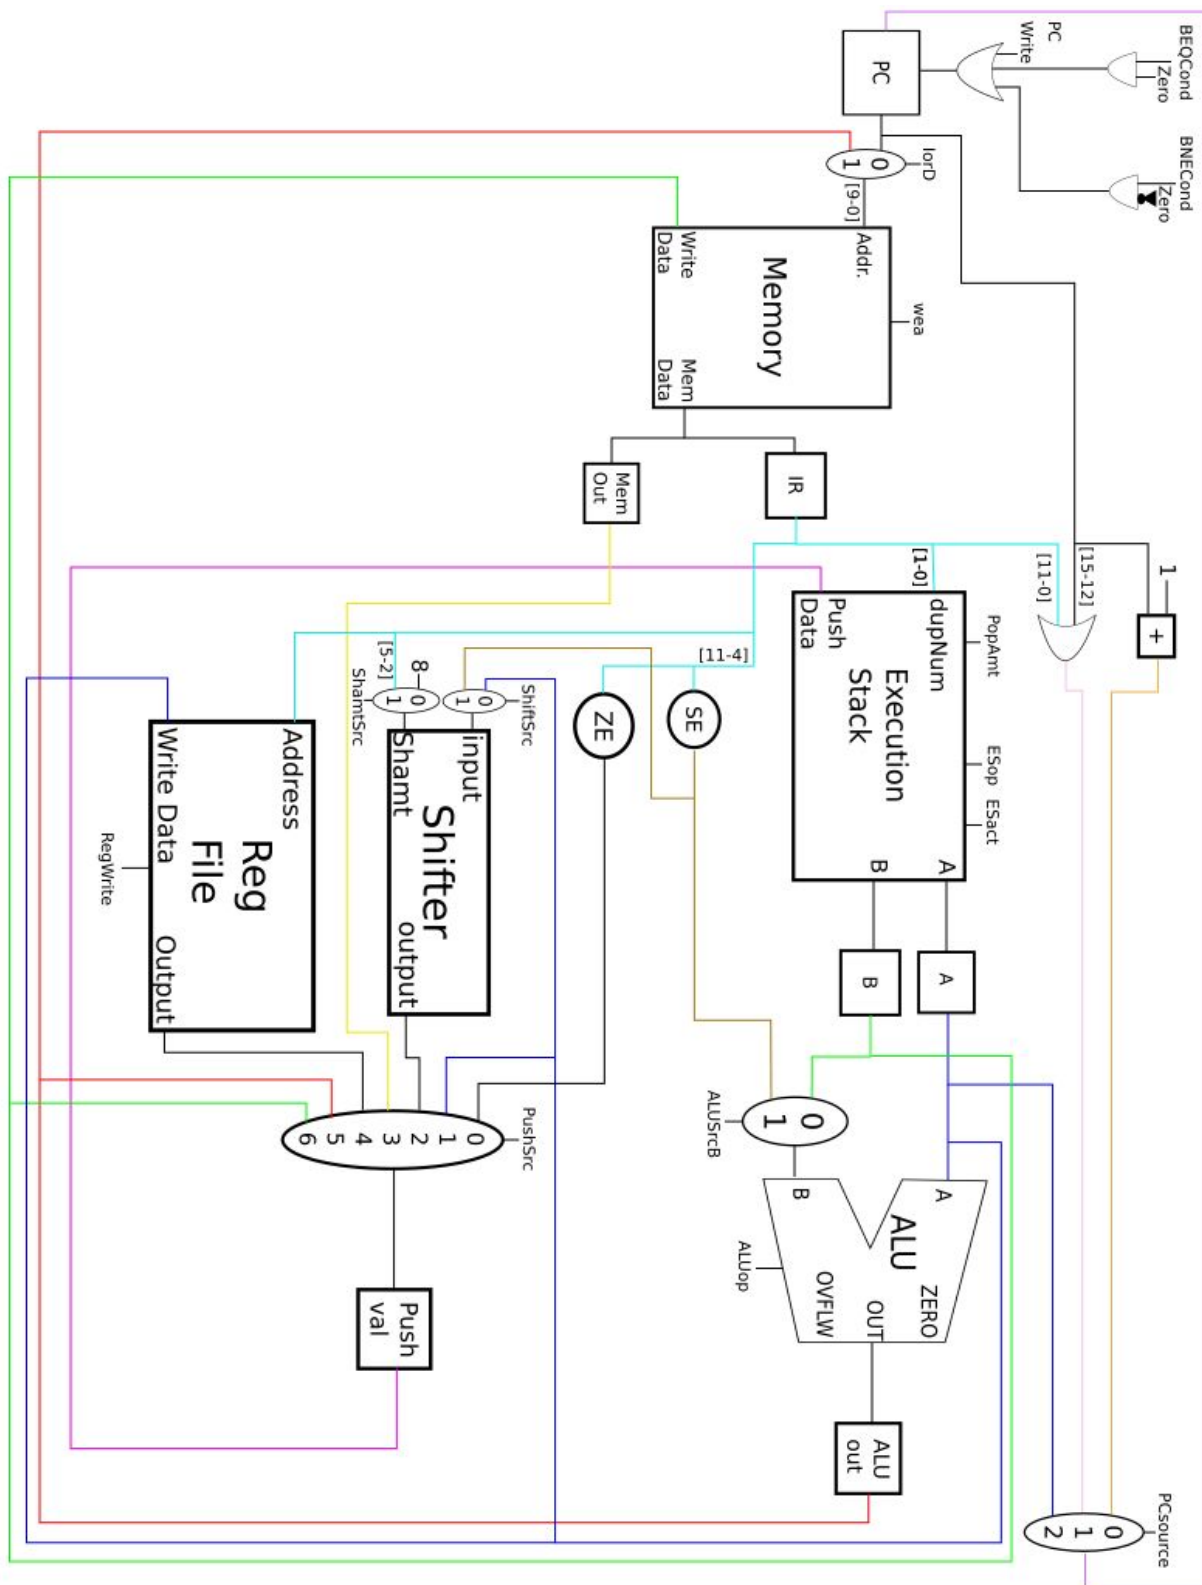 BEQCond
Zero
PC
Write
BNECond
Zero
PC
IorD
0
1
[9-0]
Addr.
Write
Data
Memory
Mem
Data
wea
IR
Mem
Out
1
+
[15-12]
[11-0]
[1-0]
dupNum
Push
Data
Execution
Stack
A
B
PopAmt
ESop
ESact
[11-4]
SE
ZE
ShiftSrc
0
1
8
[5-2]
0
1
ShamtSrc
input
Shamt
Shifter
output
Address
Write Data
Reg
File
Output
RegWrite
A
B
ALUSrcB
0
1
A
B
ALU
ZERO
OUT
OVFLW
ALUop
PushSrc
0
1
2
3
4
5
6
Push
val
ALU
out
PCsource
0
1
2